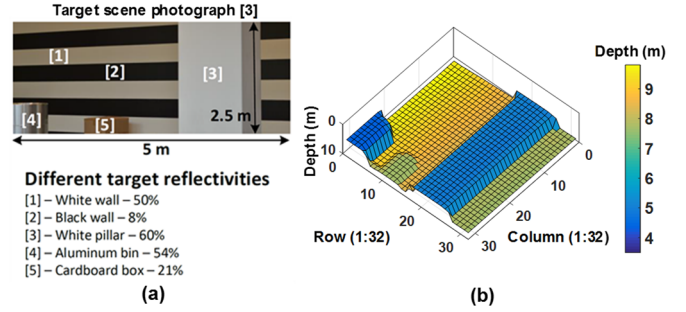 Target scene photograph [3]
[1]
[2]
[3]
[4]
[5]
2.5 m
5 m
Different target reflectivities
[1] – White wall – 50%
[2] – Black wall – 8%
[3] – White pillar – 60%
[4] – Aluminum bin – 54%
[5] – Cardboard box – 21%
(a)
Depth (m)
0
10
0
10
20
30
Row (1:32)
0
10
20
30
Column (1:32)
Depth (m)
9
8
7
6
5
4
(b)